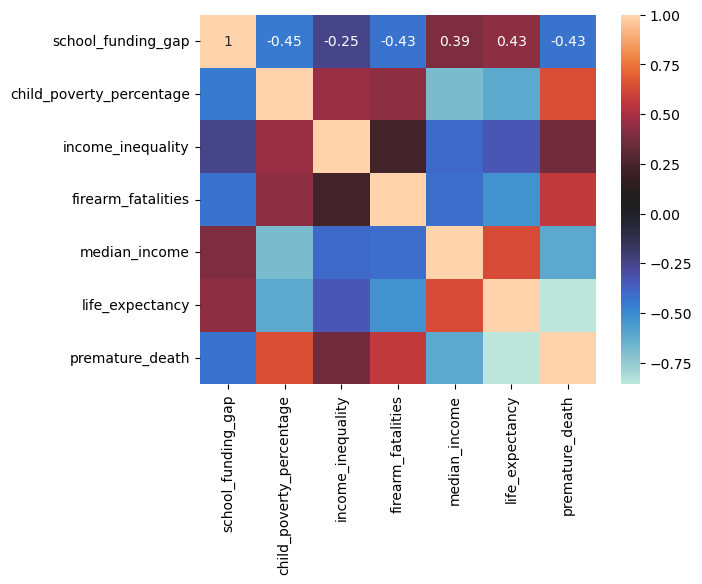 school_funding_gap
1 -0.45 -0.25 -0.43 0.39 0.43 -0.43
child_poverty_percentage
income_inequality
firearm_fatalities
median_income
life_expectancy
premature_death
school_funding_gap
child_poverty_percentage
income_inequality
firearm_fatalities
median_income
life_expectancy
premature_death
1.00
0.75
0.50
0.25
0.00
−0.25
−0.50
−0.75